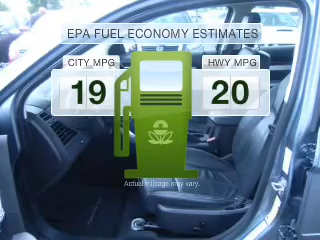 EPA FUEL ECONOMY ESTIMATES
CITY MPG
HWY MPG
19
20
Actual mileage may vary.